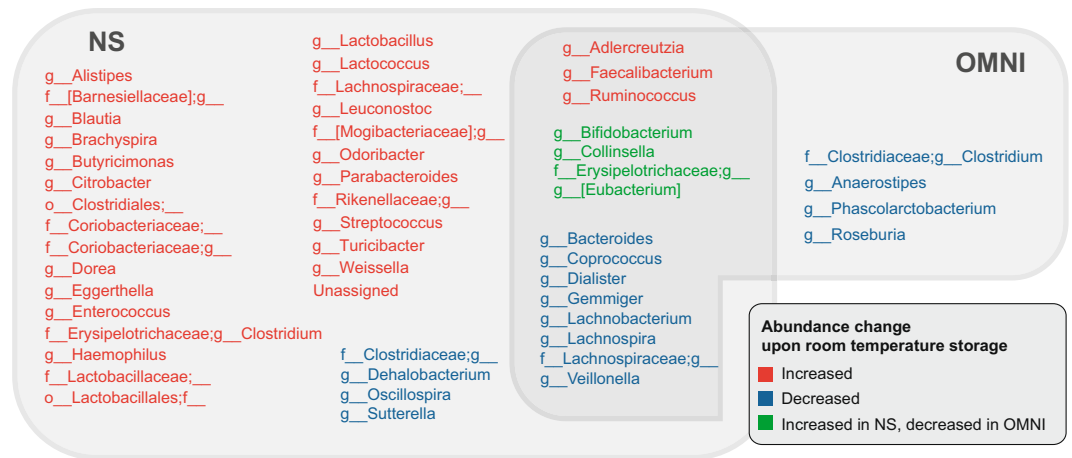 NS
g__Alistipes
f__[Barnesiellaceae];g__
g__Blautia
g__Brachyspira
g__Butyricimonas
g__Citrobacter
o__Clostridiales;__
f__Coriobacteriaceae;__
f__Coriobacteriaceae;g__
g__Dorea
g__Eggerthella
g__Enterococcus
f__Erysipelotrichaceae;g__Clostridium
g__Haemophilus
f__Lactobacillaceae;__
o__Lactobacillales;f__
g__Lactobacillus
g__Lactococcus
f__Lachnospiraceae;__
g__Leuconostoc
f__[Mogibacteriaceae];g__
g__Odoribacter
g__Parabacteroides
f__Rikenellaceae;g__
g__Streptococcus
g__Turicibacter
g__Weissella
Unassigned
f__Clostridiaceae;g__
g__Dehalobacterium
g__Oscillospira
g__Sutterella
g__Adlercreutzia
g__Faecalibacterium
g__Ruminococcus
g__Bifidobacterium
g__Collinsella
f__Erysipelotrichaceae;g__
g__[Eubacterium]
g__Bacteroides
g__Coprococcus
g__Dialister
g__Gemmiger
g__Lachnobacterium
g__Lachnospira
f__Lachnospiraceae;g__
g__Veillonella
OMNI
f__Clostridiaceae;g__Clostridium
g__Anaerostipes
g__Phascolarctobacterium
g__Roseburia
Abundance change
upon room temperature storage
Increased
Decreased
Increased in NS, decreased in OMNI